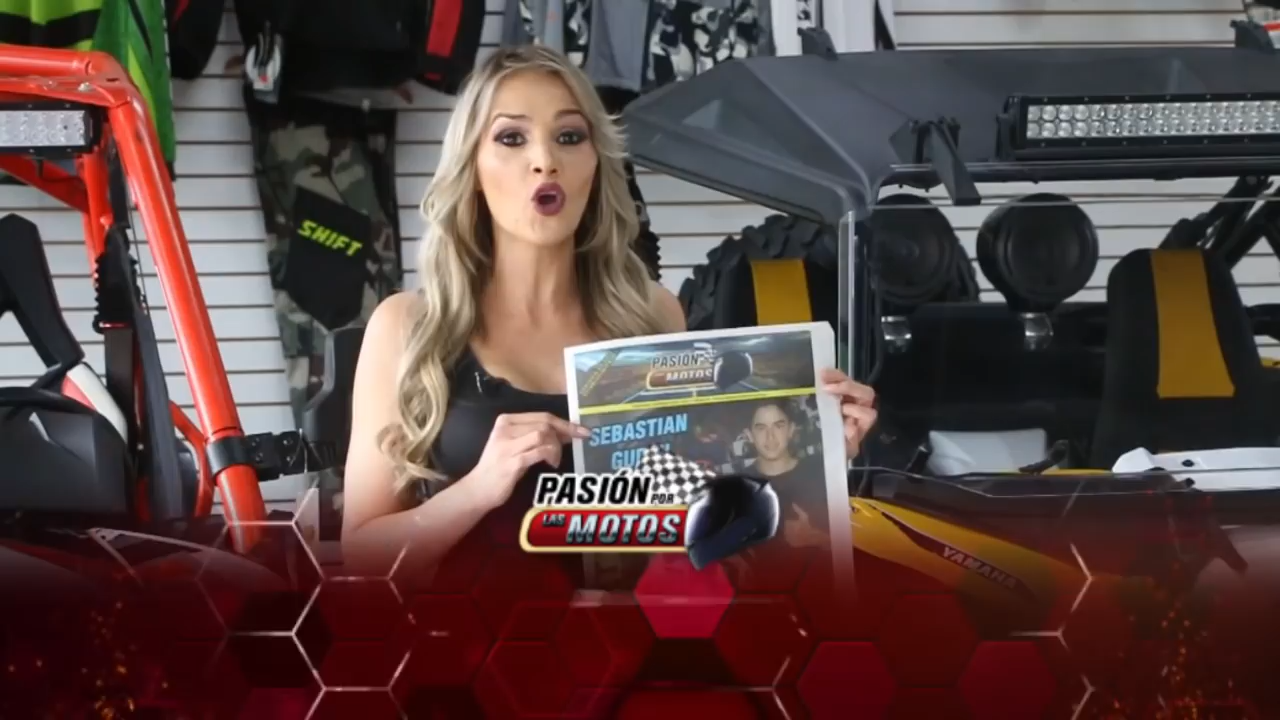 SHIFT
PASIÓN
MOTOS
SEBASTIAN
PASIÓN POR
LAS MOTOS
YAMAHA